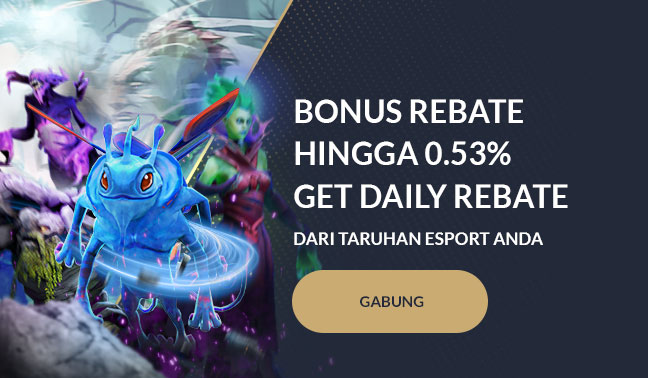 BONUS REBATE
HINGGA 0.53%
GET DAILY REBATE
DARI TARUHAN ESPORT ANDA
GABUNG